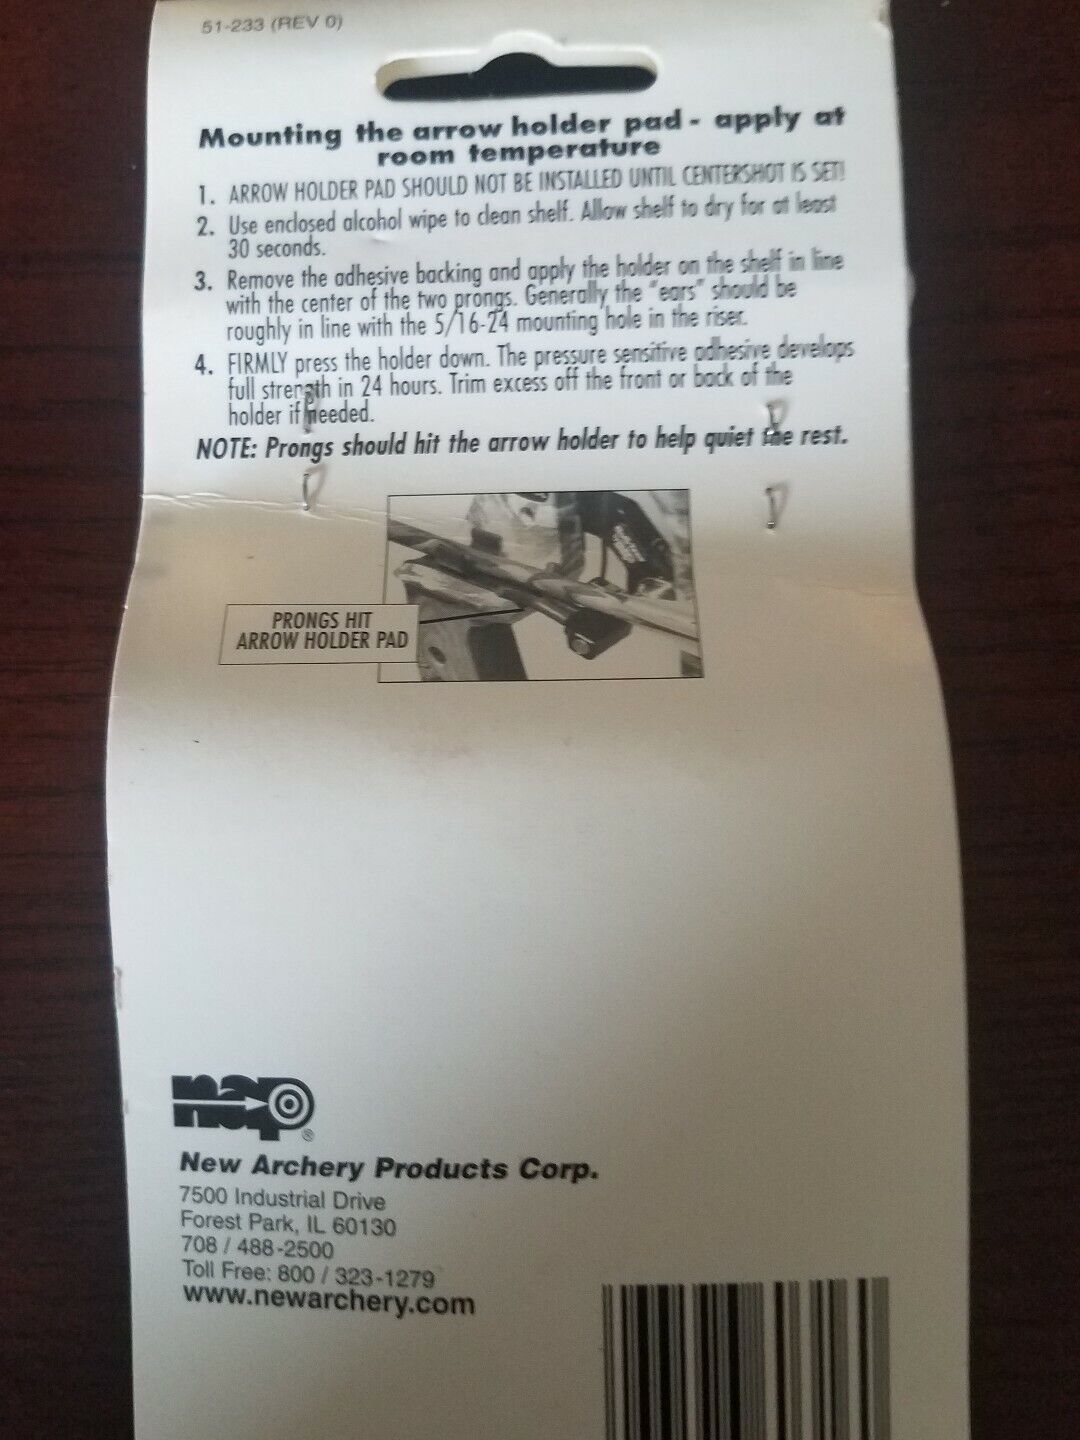 51-233 (REV 0)
Mounting the arrow holder pad - apply at
room temperature
1. ARROW HOLDER PAD SHOULD NOT BE INSTALLED UNTIL CENTERSHOT IS SET!
2. Use enclosed alcohol wipe to clean shelf. Allow shelf to dry for at least
30 seconds.
3. Remove the adhesive backing and apply the holder on the shelf in line
with the center of the two prongs. Generally the "ears" should be
roughly in line with the 5/16-24 mounting hole in the riser.
4. FIRMLY press the holder down. The pressure sensitive adhesive develops
full strength in 24 hours. Trim excess off the front or back of the
holder if needed.
NOTE: Prongs should hit the arrow holder to help quiet the rest.
PRONGS HIT
ARROW HOLDER PAD
nap®
New Archery Products Corp.
7500 Industrial Drive
Forest Park, IL 60130
708 / 488-2500
Toll Free: 800 / 323-1279
www.newarchery.com